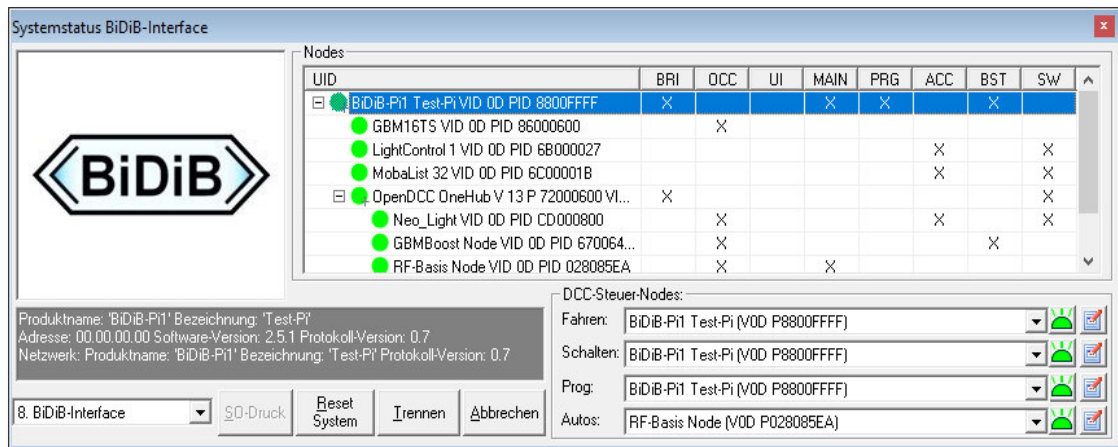 Systemstatus BiDiB-Interface
x
BiDiB
Nodes
UID BRI OCC UI MAIN PRG ACC BST SW
BiDiB-Pi1 Test-Pi VID 0D PID 8800FFFF X X X X
GBM16TS VID 0D PID 86000600 X
LightControl 1 VID 0D PID 6B000027 X X
MobaList 32 VID 0D PID 6C00001B X X
OpenDCC OneHub V 13 P 72000600 VI... X X
Neo_Light VID 0D PID CD000800 X X X
GBMBoost Node VID 0D PID 670064... X X
RF-Basis Node VID 0D PID 028085EA X X
Produktname: 'BiDiB-Pi1' Bezeichnung: 'Test-Pi'
Adresse: 00.00.00.00 Software-Version: 2.5.1 Protokoll-Version: 0.7
Netzwerk: Produktname: 'BiDiB-Pi1' Bezeichnung: 'Test-Pi' Protokoll-Version: 0.7
8. BiDiB-Interface
SO-Druck
Reset
System
Trennen
Abbrechen
DCC-Steuer-Nodes:
Fahren: BiDiB-Pi1 Test-Pi (V0D P8800FFFF)
Schalten: BiDiB-Pi1 Test-Pi (V0D P8800FFFF)
Prog: BiDiB-Pi1 Test-Pi (V0D P8800FFFF)
Autos: RF-Basis Node (V0D P028085EA)